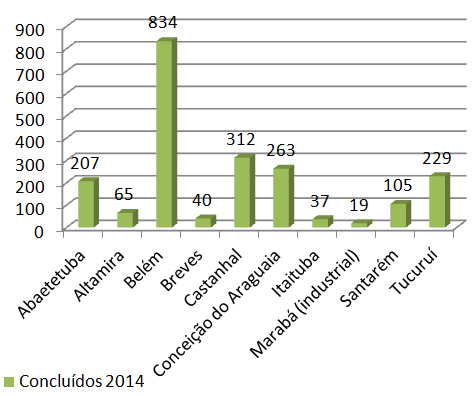 900
800
700
600
500
400
300
200
100
0
207
65
834
40
312
263
37
19
105
229
Abaetetuba
Altamira
Belém
Breves
Castanhal
Conceição do Araguaia
Itaituba
Marabá (industrial)
Santarém
Tucuruí
Concluídos 2014